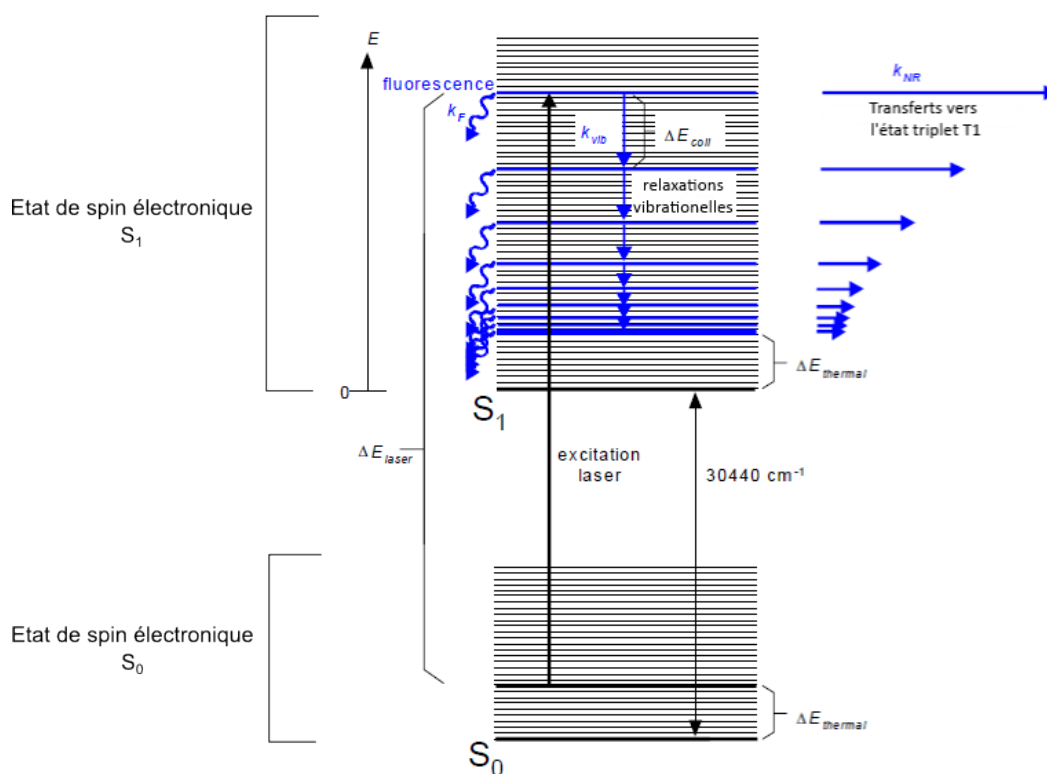 E
fluorescence
k_F
k_vib
ΔE_coll
k_NR
Transferts vers
l'état triplet T1
relaxations
vibrationelles
Etat de spin électronique
S₁
ΔE_thermal
0
S₁
ΔE_laser
excitation
laser
30440 cm⁻¹
Etat de spin électronique
S₀
ΔE_thermal
S₀